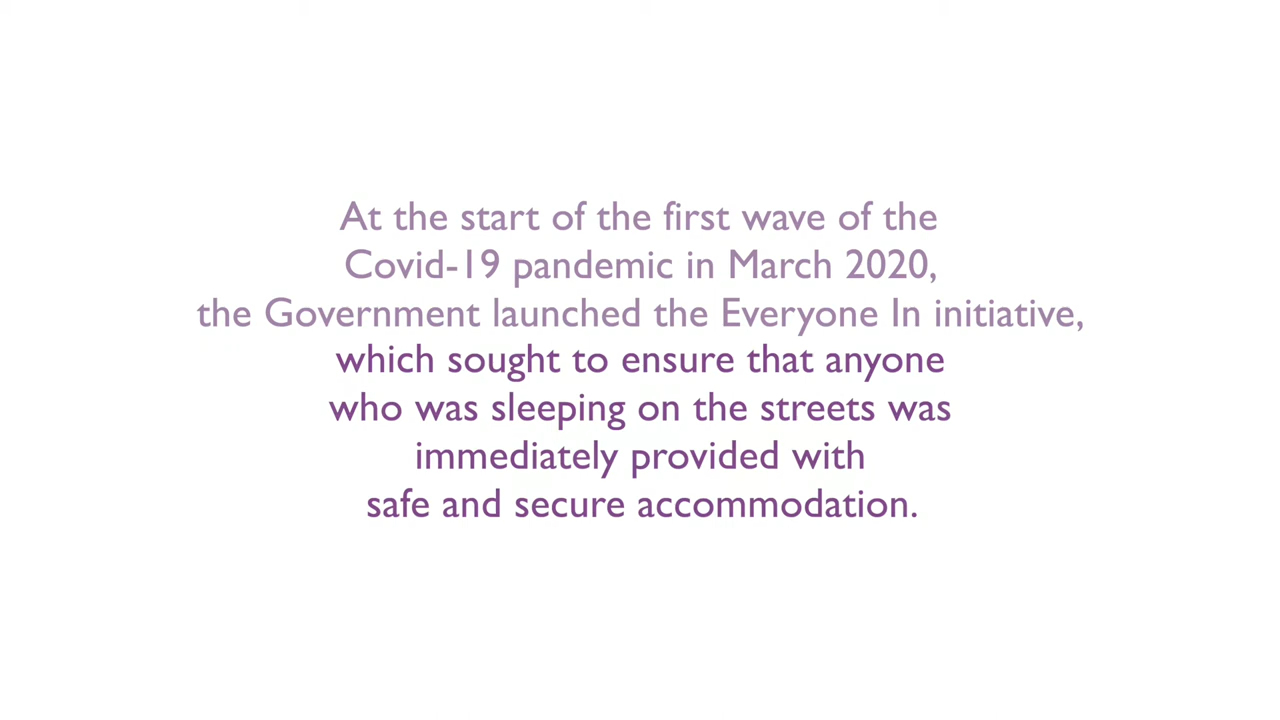 At the start of the first wave of the
Covid-19 pandemic in March 2020,
the Government launched the Everyone In initiative,
which sought to ensure that anyone
who was sleeping on the streets was
immediately provided with
safe and secure accommodation.